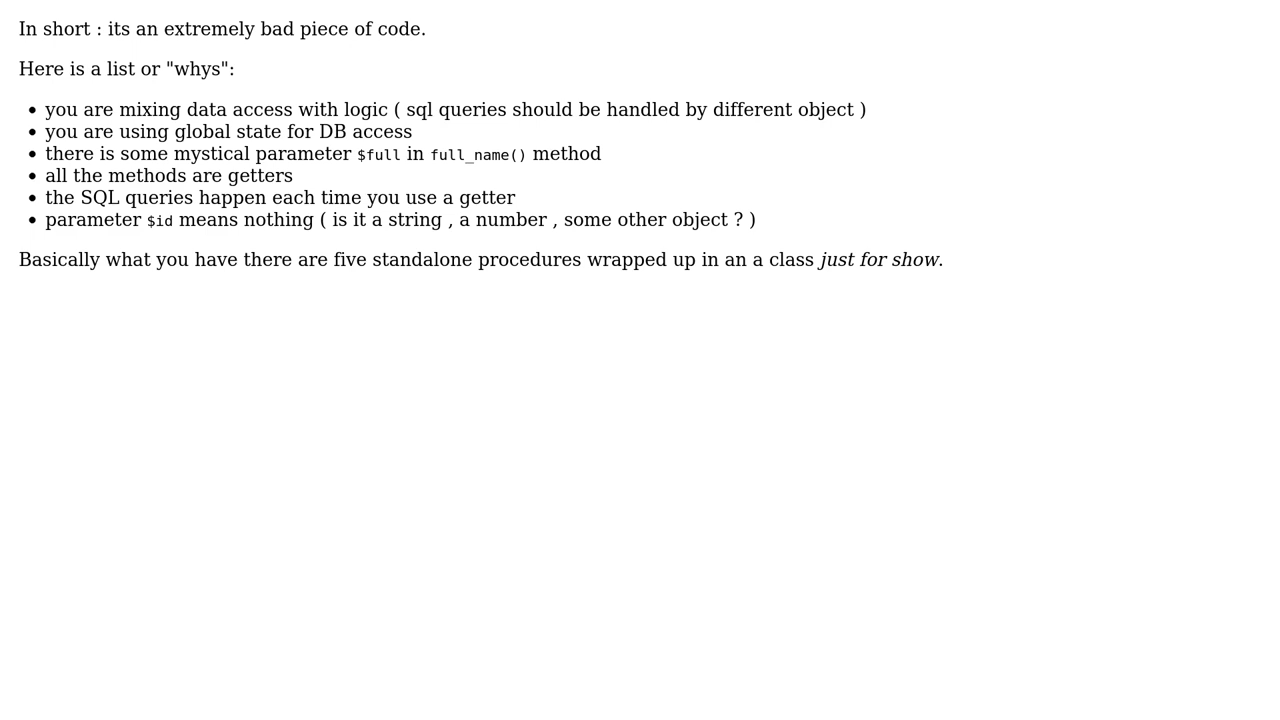 In short : its an extremely bad piece of code.
Here is a list or "whys":
• you are mixing data access with logic ( sql queries should be handled by different object )
• you are using global state for DB access
• there is some mystical parameter $full in full_name() method
• all the methods are getters
• the SQL queries happen each time you use a getter
• parameter $id means nothing ( is it a string , a number , some other object ? )
Basically what you have there are five standalone procedures wrapped up in an a class just for show.